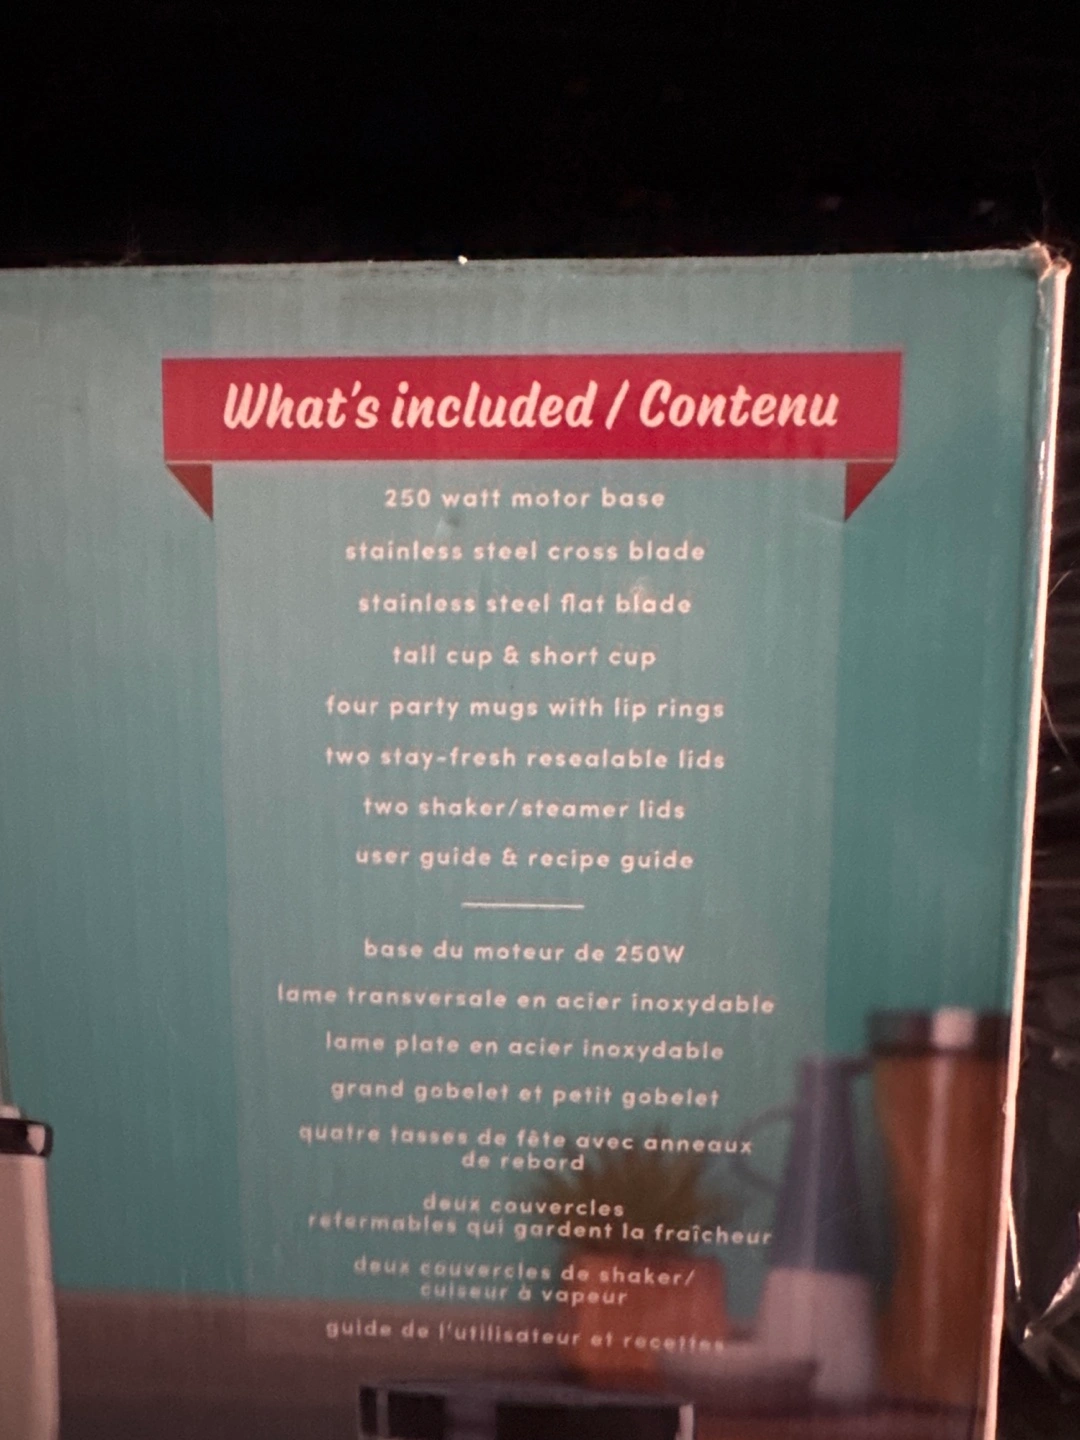 What's included / Contenu
250 watt motor base
stainless steel cross blade
stainless steel flat blade
tall cup & short cup
four party mugs with lip rings
two stay-fresh resealable lids
two shaker/steamer lids
user guide & recipe guide
base du moteur de 250W
lame transversale en acier inoxydable
lame plate en acier inoxydable
grand gobelet et petit gobelet
quatre tasses de fête avec anneaux
de rebord
deux couvercles
refermables qui gardent la fraîcheur
deux couvercles de shaker/
cuiseur à vapeur
guide de l'utilisateur et recettes